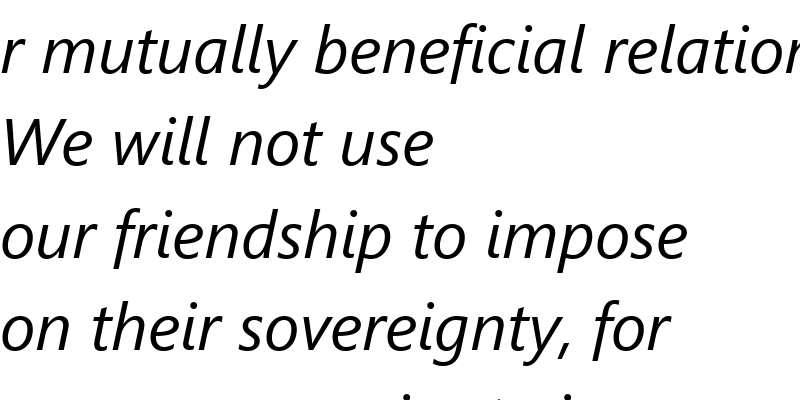 r mutually beneficial relation
We will not use
our friendship to impose
on their sovereignty, for